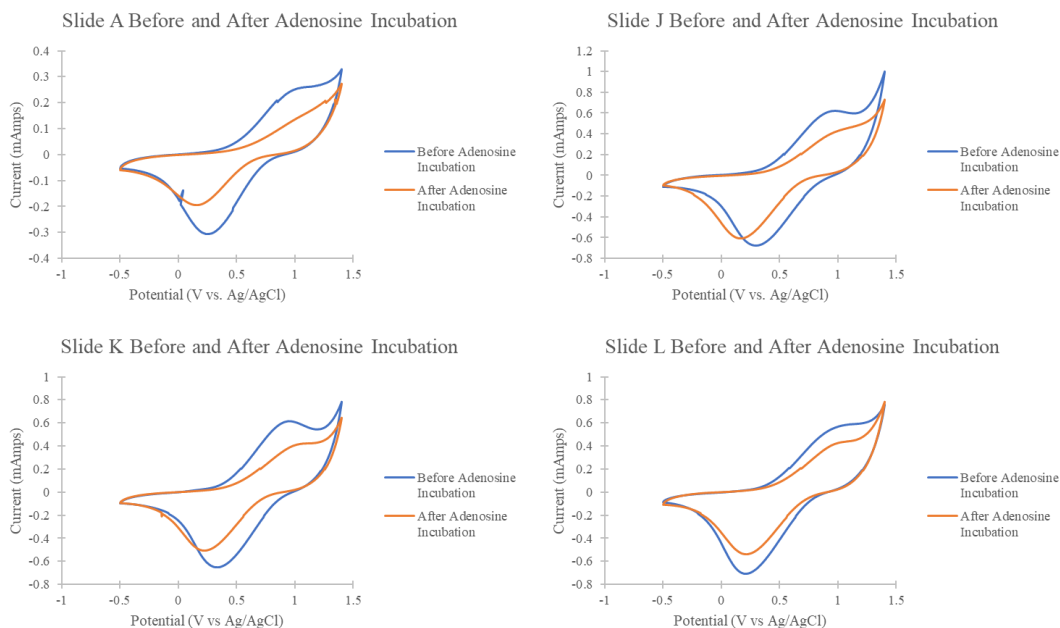 Slide A Before and After Adenosine Incubation
0.4
0.3
0.2
0.1
0
-0.1
-0.2
-0.3
-0.4
-1
-0.5
0
0.5
1
1.5
Current (mAmps)
Potential (V vs. Ag/AgCl)
Before Adenosine
Incubation
After Adenosine
Incubation
Slide J Before and After Adenosine Incubation
1.2
1
0.8
0.6
0.4
0.2
0
-0.2
-0.4
-0.6
-0.8
-1
-0.5
0
0.5
1
1.5
Current (mAmps)
Potential (V vs. Ag/AgCl)
Before Adenosine
Incubation
After Adenosine
Incubation
Slide K Before and After Adenosine Incubation
1
0.8
0.6
0.4
0.2
0
-0.2
-0.4
-0.6
-0.8
-1
-0.5
0
0.5
1
1.5
Current (mAmps)
Potential (V vs Ag/AgCl)
Before Adenosine
Incubation
After Adenosine
Incubation
Slide L Before and After Adenosine Incubation
1
0.8
0.6
0.4
0.2
0
-0.2
-0.4
-0.6
-0.8
-1
-0.5
0
0.5
1
1.5
Current (mAmps)
Potential (V vs Ag/AgCl)
Before Adenosine
Incubation
After Adenosine
Incubation